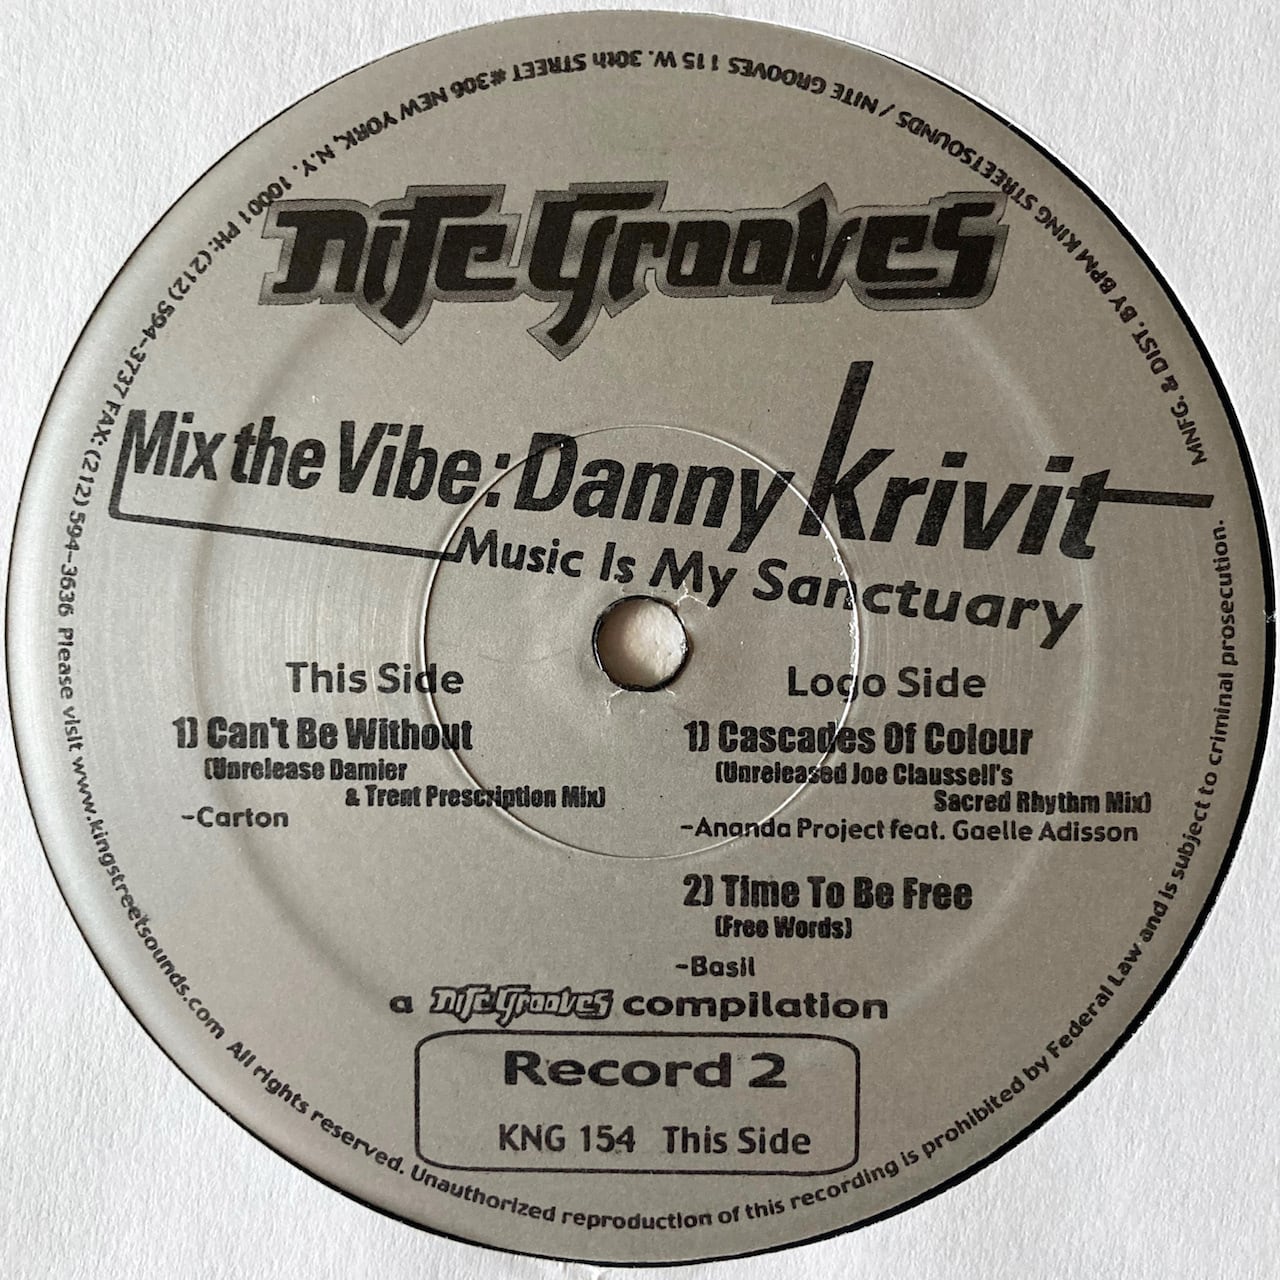 MNFG. & DIST. BY BPM KING STREETSOUNDS / NITE GROOVES 115 W. 30th STREET #306 NEW YORK, N.Y. 10001 PH: (212) 594-3737 FAX: (212) 594-3636 Please visit www.kingstreetsounds.com All rights reserved. Unauthorized reproduction of this recording is prohibited by Federal Law and is subject to criminal prosecution.
nite grooves
Mix the Vibe: Danny Krivit
Music Is My Sanctuary
This Side
1) Can't Be Without
(Unrelease Damier
& Trent Prescription Mix)
-Carton
Logo Side
1) Cascades Of Colour
(Unreleased Joe Claussell's
Sacred Rhythm Mix)
-Ananda Project feat. Gaelle Adisson
2) Time To Be Free
(Free Words)
-Basil
a nite grooves compilation
Record 2
KNG 154 This Side